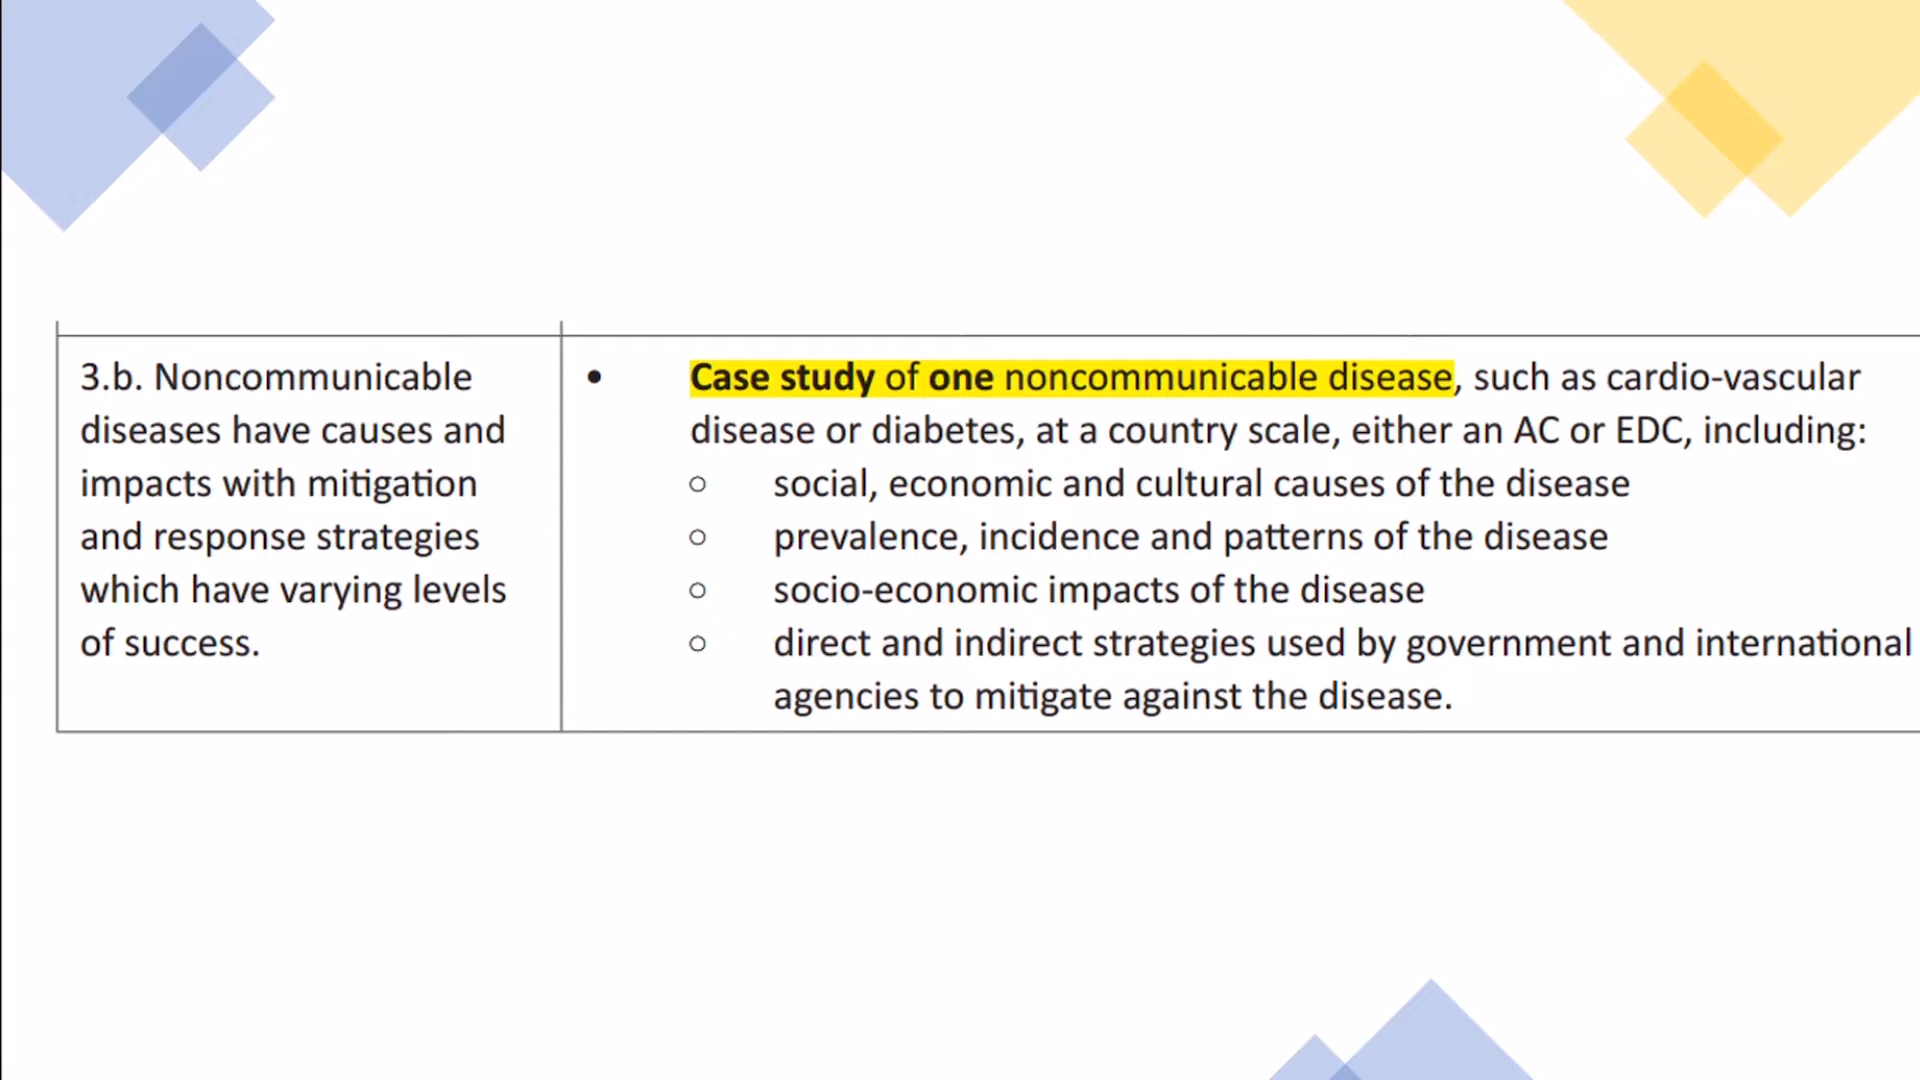 3.b. Noncommunicable
diseases have causes and
impacts with mitigation
and response strategies
which have varying levels
of success.
• Case study of one noncommunicable disease, such as cardio-vascular
disease or diabetes, at a country scale, either an AC or EDC, including:
○ social, economic and cultural causes of the disease
○ prevalence, incidence and patterns of the disease
○ socio-economic impacts of the disease
○ direct and indirect strategies used by government and international
agencies to mitigate against the disease.